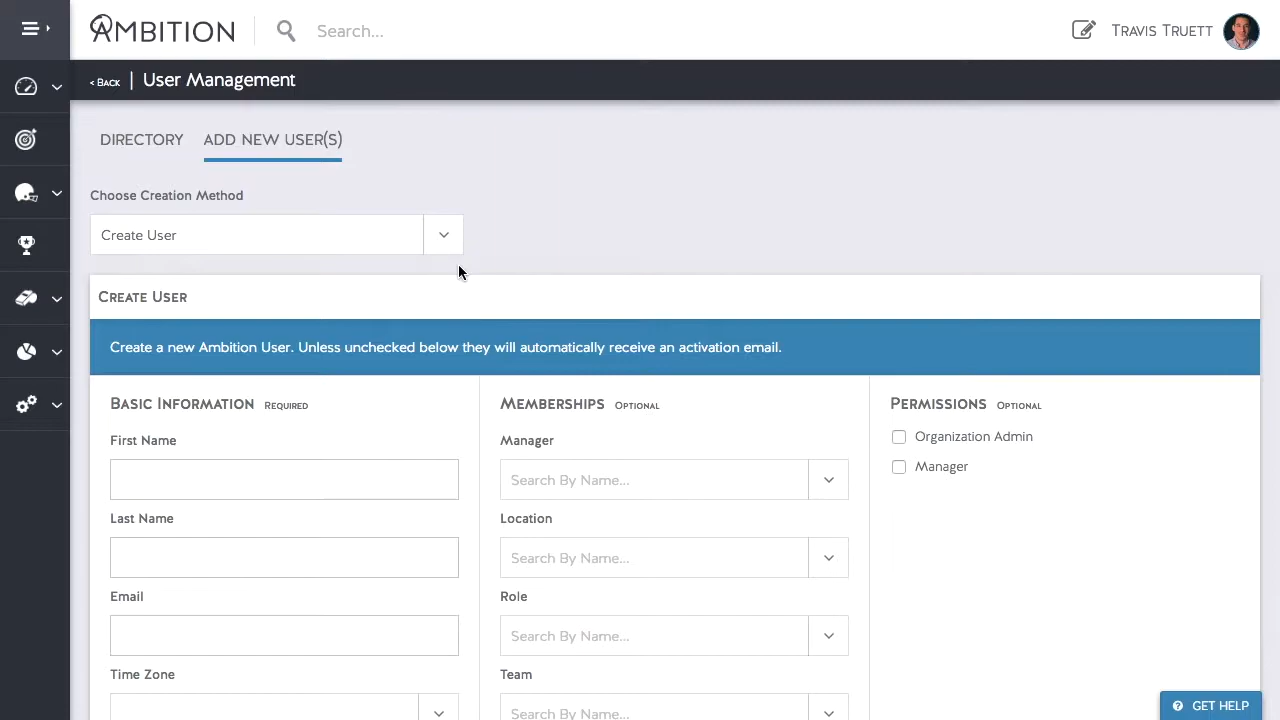 AMBITION
Search...
TRAVIS TRUETT
< BACK | User Management
DIRECTORY
ADD NEW USER(S)
Choose Creation Method
Create User
CREATE USER
Create a new Ambition User. Unless unchecked below they will automatically receive an activation email.
BASIC INFORMATION REQUIRED
First Name
Last Name
Email
Time Zone
MEMBERSHIPS OPTIONAL
Manager
Search By Name...
Location
Search By Name...
Role
Search By Name...
Team
Search By Name...
PERMISSIONS OPTIONAL
Organization Admin
Manager
GET HELP